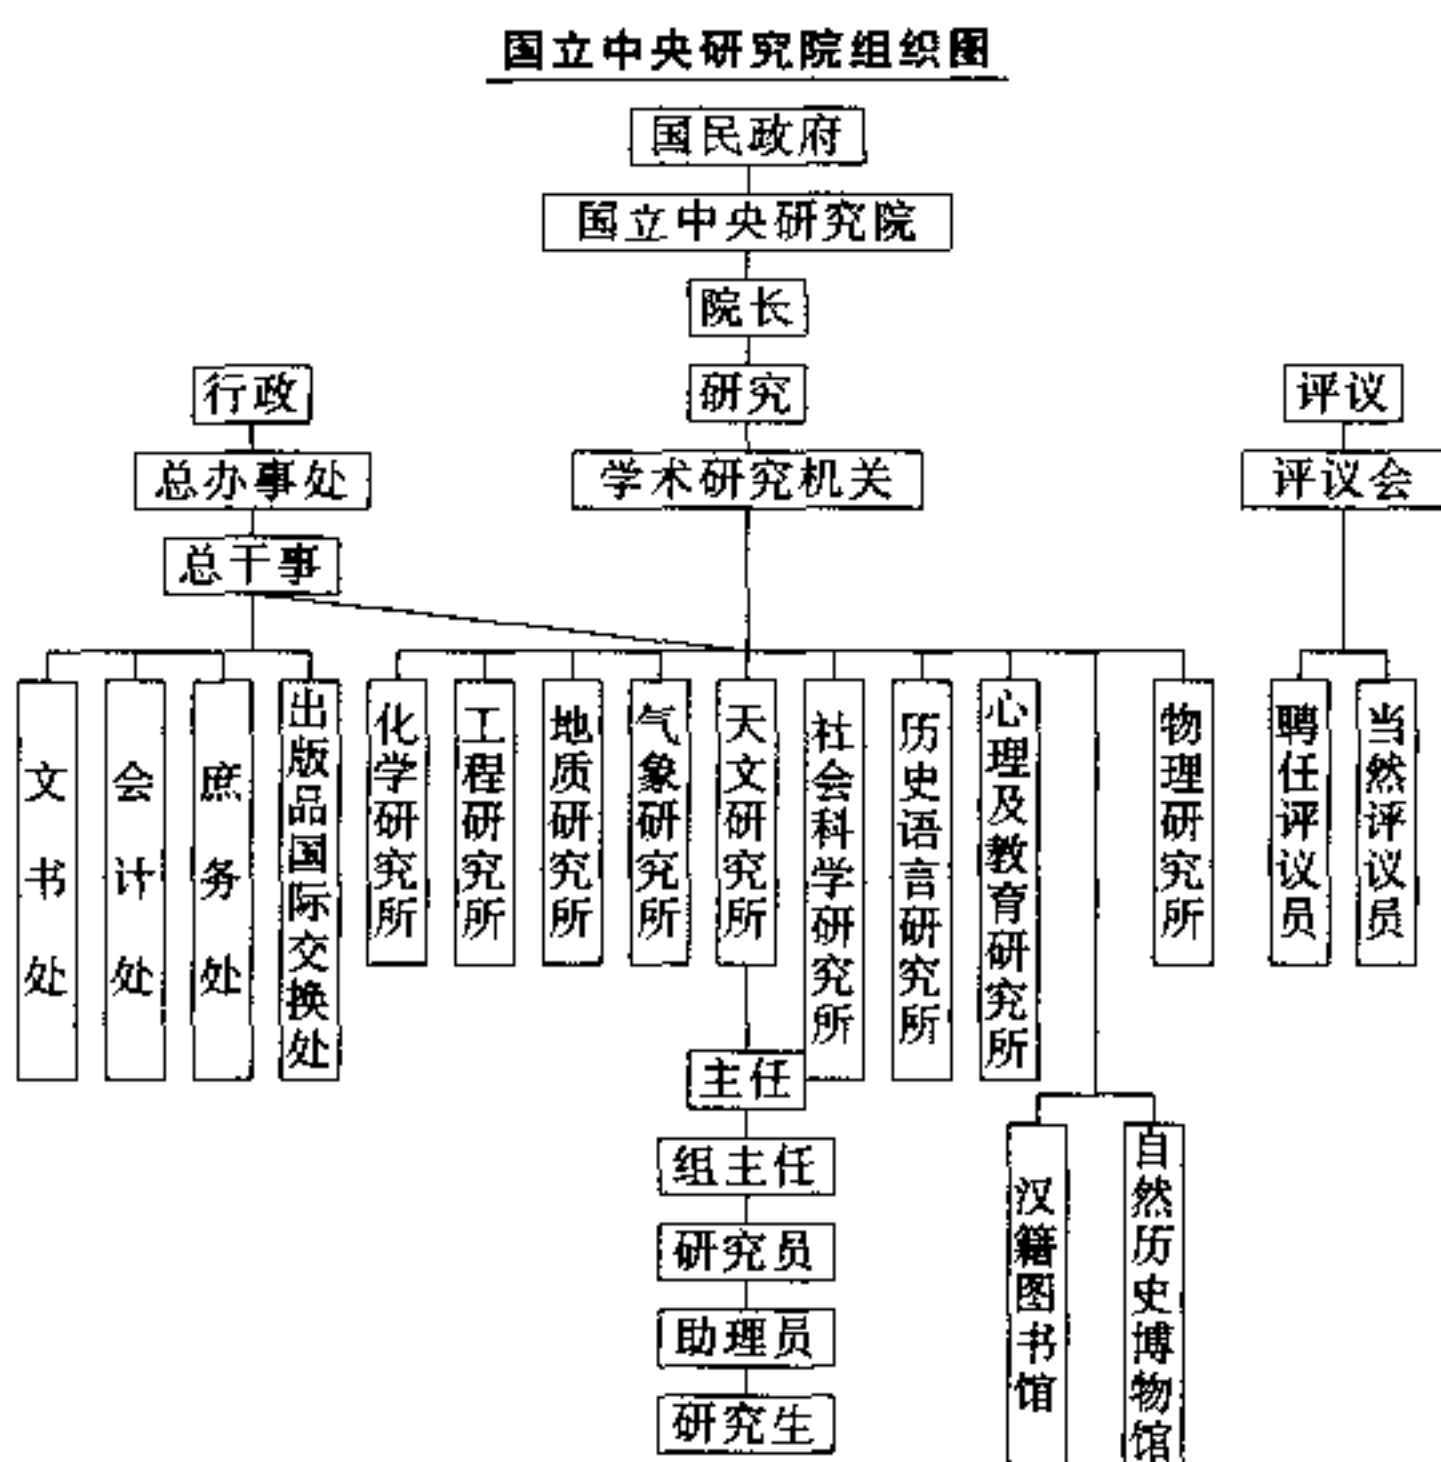 国立中央研究院组织图
国民政府
国立中央研究院
院长
行政
研究
评议
总办事处
学术研究机关
评议会
总干事
文书处
会计处
庶务处
出版品国际交换处
化学研究所
工程研究所
地质研究所
气象研究所
天文研究所
社会科学研究所
历史语言研究所
心理及教育研究所
物理研究所
聘任评议员
当然评议员
主任
组主任
研究员
助理员
研究生
汉籍图书馆
自然历史博物馆